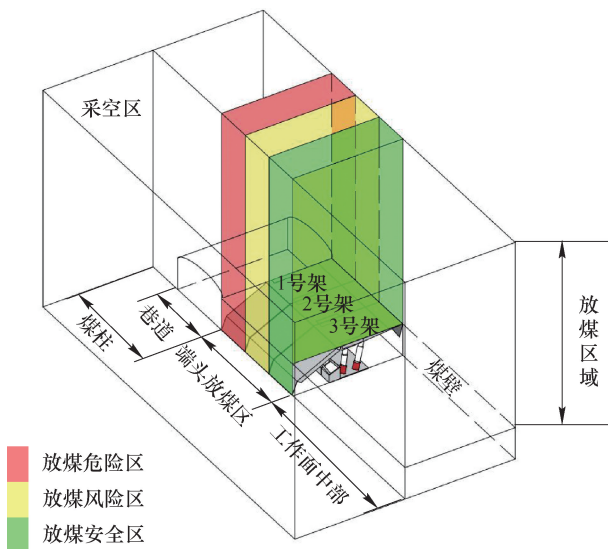 采空区
1号架
2号架
3号架
放煤区域
煤壁
巷道
煤柱
端头放煤区
工作面中部
放煤危险区
放煤风险区
放煤安全区